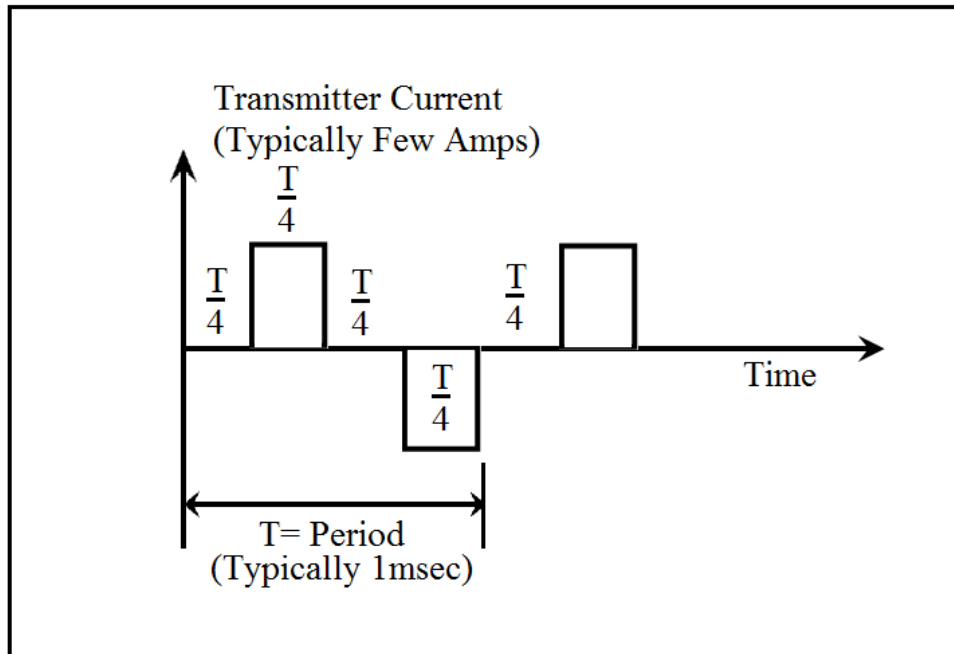 Transmitter Current
(Typically Few Amps)
T
4
T
4
T
4
T
4
T
4
Time
T= Period
(Typically 1msec)